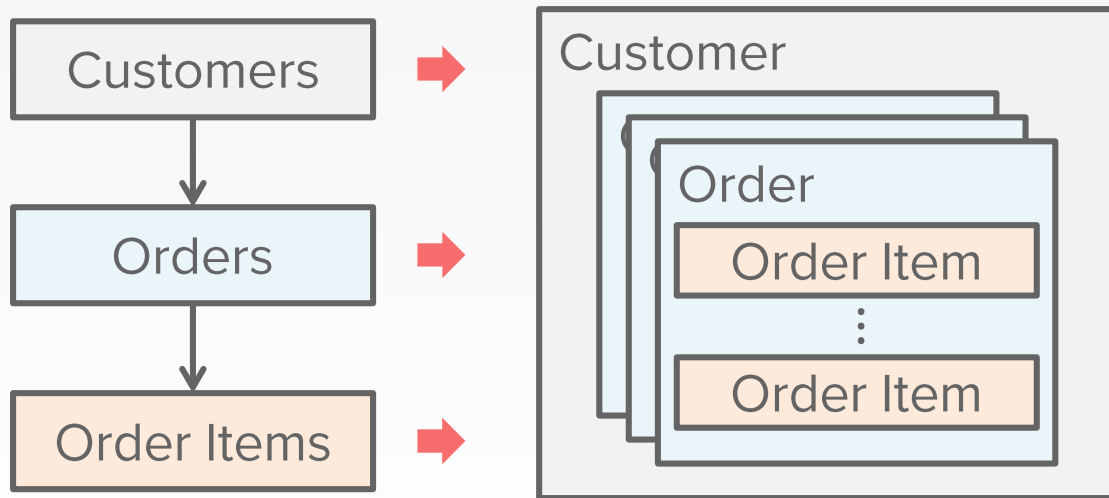 Customers
Orders
Order Items
Customer
Order
Order Item
Order Item